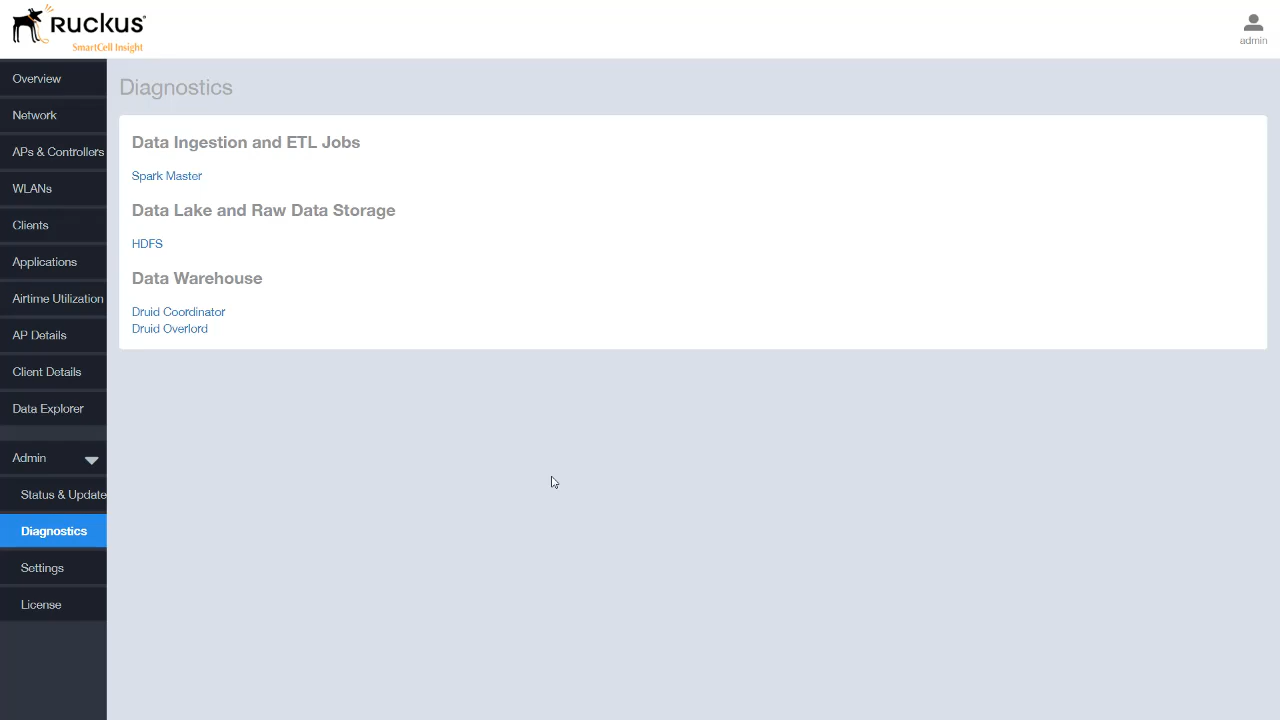 RUCKUS
SmartCell Insight
admin
Overview
Network
APs & Controllers
WLANs
Clients
Applications
Airtime Utilization
AP Details
Client Details
Data Explorer
Admin
Status & Update
Diagnostics
Settings
License
Diagnostics
Data Ingestion and ETL Jobs
Spark Master
Data Lake and Raw Data Storage
HDFS
Data Warehouse
Druid Coordinator
Druid Overlord